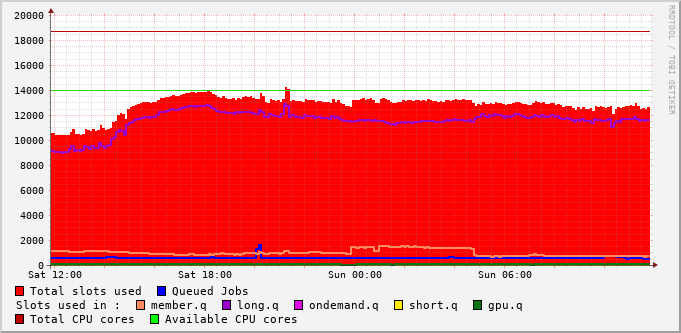 20000
18000
16000
14000
12000
10000
8000
6000
4000
2000
0
Sat 12:00 Sat 18:00 Sun 00:00 Sun 06:00
RRDTOOL / TOBI OETIKER
Total slots used Queued Jobs
Slots used in : member.q long.q ondemand.q short.q gpu.q
Total CPU cores Available CPU cores